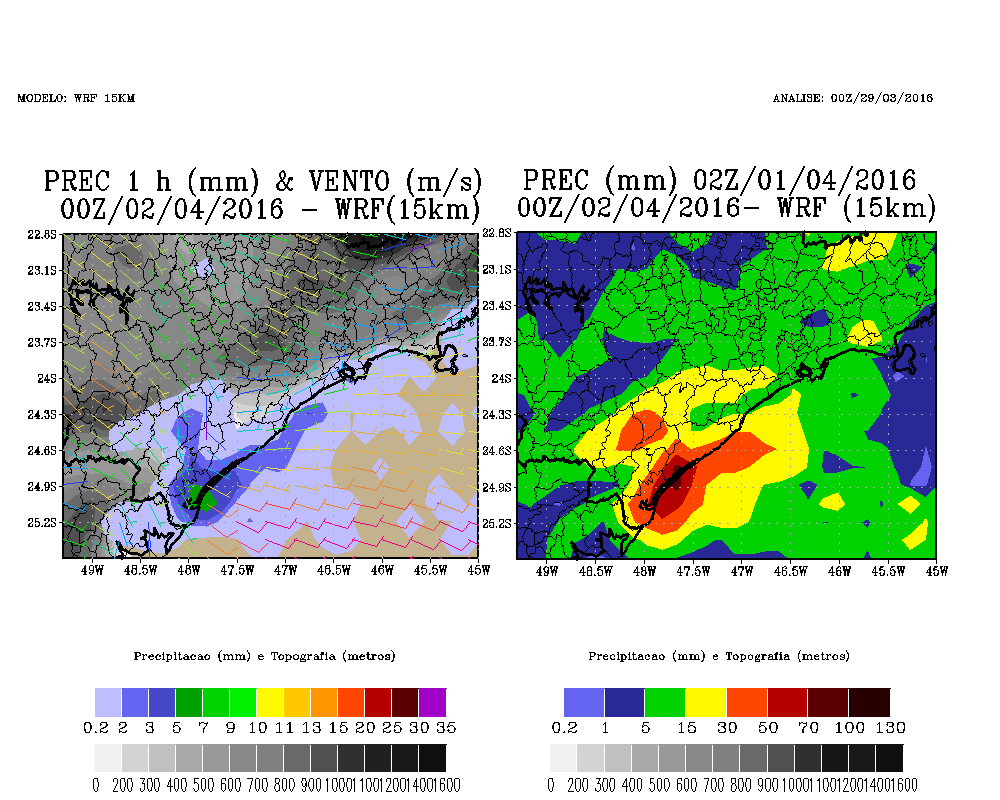 MODELO: WRF 15KM
ANALISE: 00Z/29/03/2016
PREC 1 h (mm) & VENTO (m/s)
00Z/02/04/2016 - WRF(15km)
PREC (mm) 02Z/01/04/2016
00Z/02/04/2016- WRF (15km)
22.8S
23.1S
23.4S
23.7S
24S
24.3S
24.6S
24.9S
25.2S
49W 48.5W 48W 47.5W 47W 46.5W 46W 45.5W 45W
22.8S
23.1S
23.4S
23.7S
24S
24.3S
24.6S
24.9S
25.2S
49W 48.5W 48W 47.5W 47W 46.5W 46W 45.5W 45W
Precipitacao (mm) e Topografia (metros)
0.2 2 3 5 7 9 10 11 13 15 20 25 30 35
0 200 300 400 500 600 700 800 900 1000 1100 1200 1400 1600
Precipitacao (mm) e Topografia (metros)
0.2 1 5 15 30 50 70 100 130
0 200 300 400 500 600 700 800 900 1000 1100 1200 1400 1600